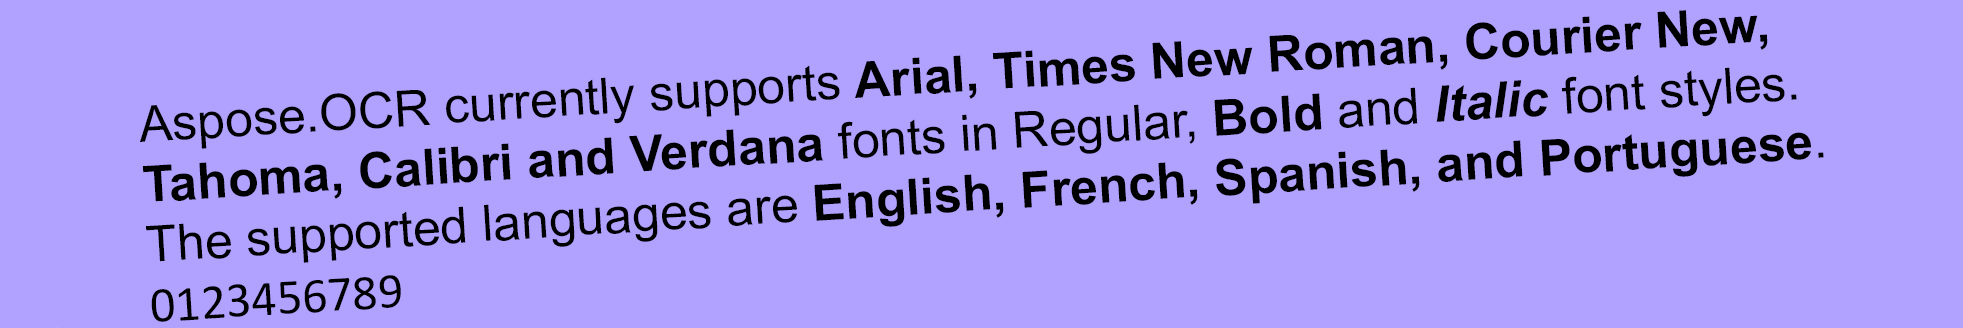 Aspose.OCR currently supports Arial, Times New Roman, Courier New,
Tahoma, Calibri and Verdana fonts in Regular, Bold and Italic font styles.
The supported languages are English, French, Spanish, and Portuguese.
0123456789